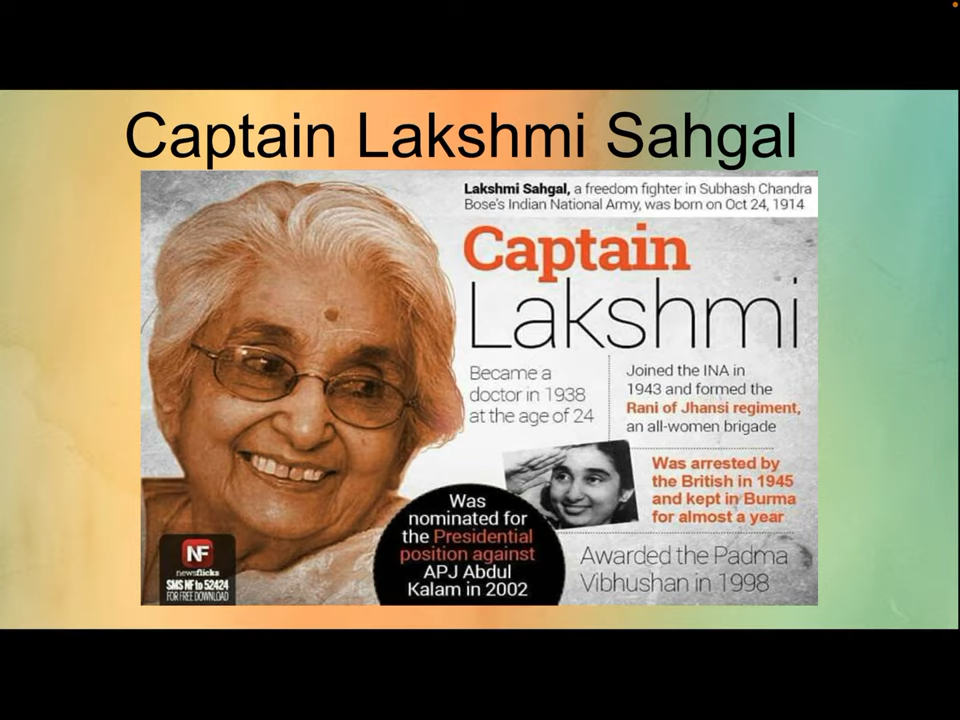 Captain Lakshmi Sahgal
Lakshmi Sahgal, a freedom fighter in Subhash Chandra
Bose's Indian National Army, was born on Oct 24, 1914
Captain
Lakshmi
Became a
doctor in 1938
at the age of 24
Joined the INA in
1943 and formed the
Rani of Jhansi regiment,
an all-women brigade
Was arrested by
the British in 1945
and kept in Burma
for almost a year
Was
nominated for
the Presidential
position against
APJ Abdul
Kalam in 2002
Awarded the Padma
Vibhushan in 1998
NF
newsflicks
SMS NF to 52424
FOR FREE DOWNLOAD